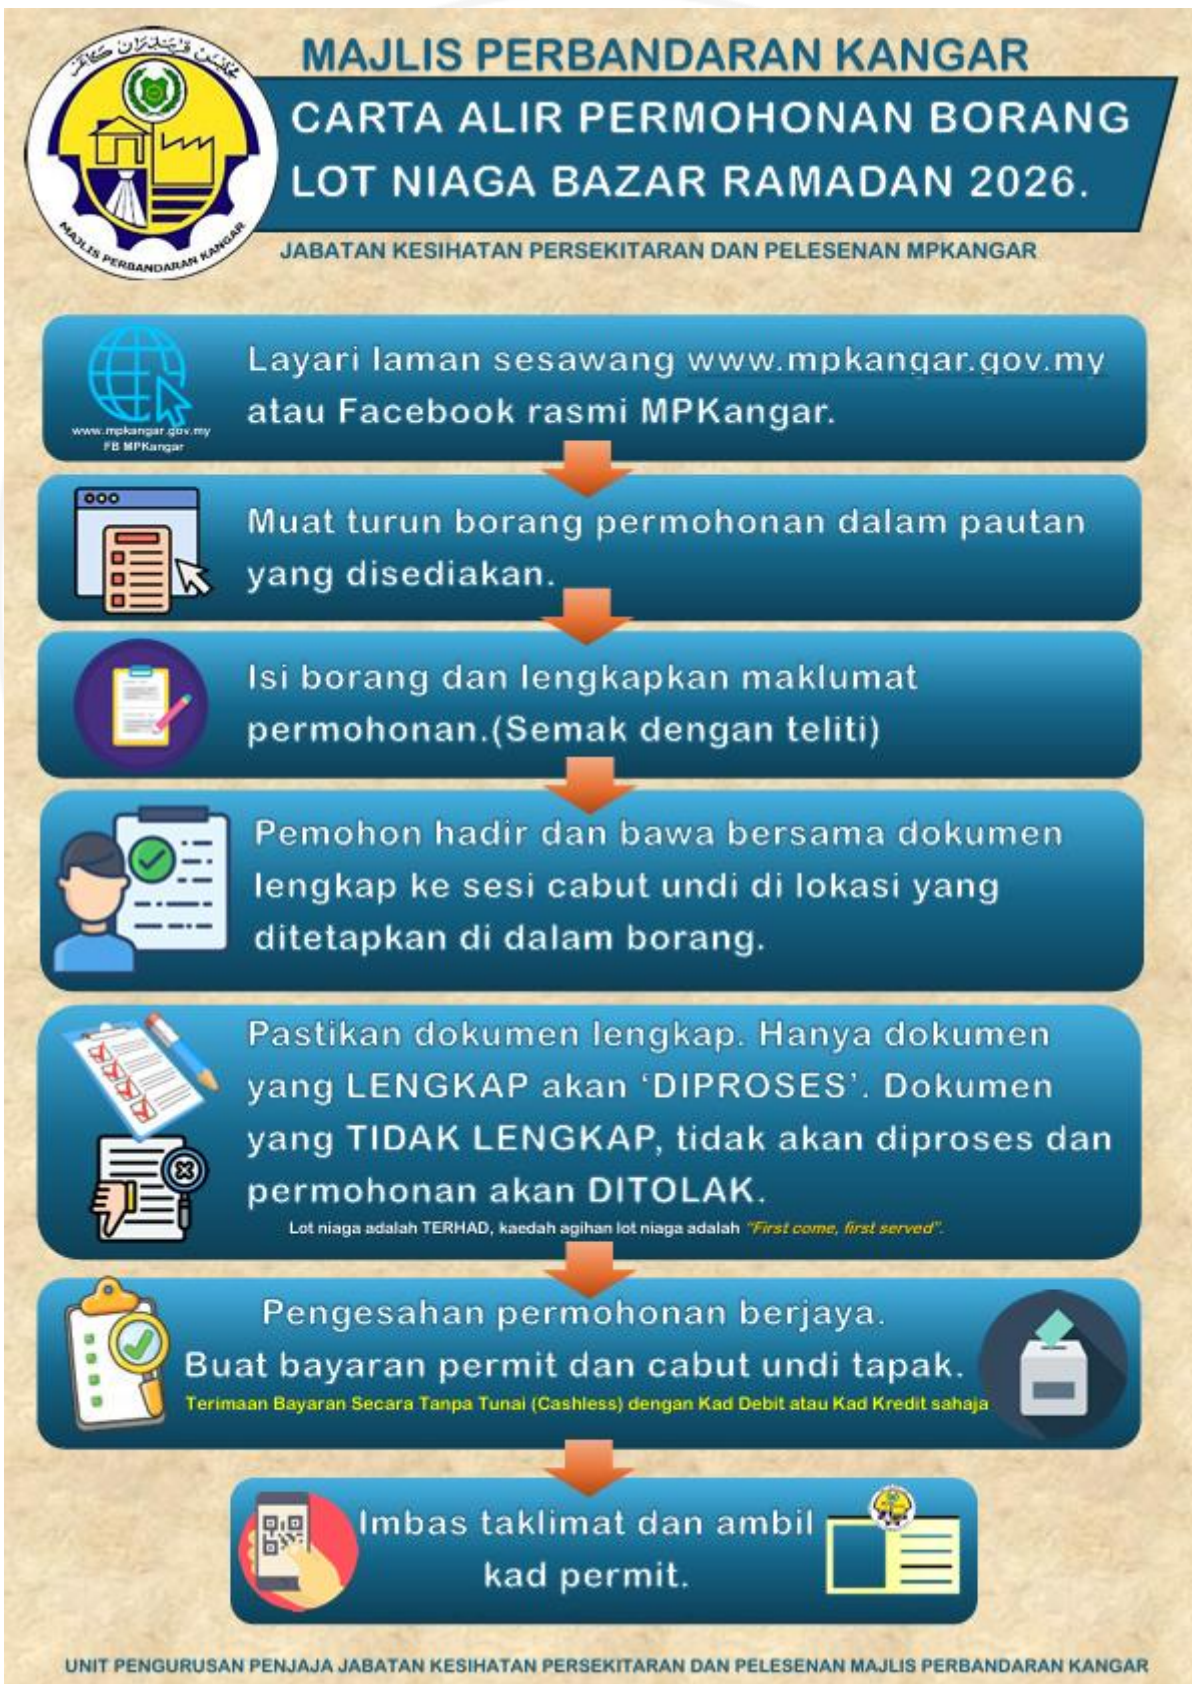 مجليس ڤربندران كاڠر
MAJLIS PERBANDARAN KANGAR
MAJLIS PERBANDARAN KANGAR
CARTA ALIR PERMOHONAN BORANG
LOT NIAGA BAZAR RAMADAN 2026.
JABATAN KESIHATAN PERSEKITARAN DAN PELESENAN MPKANGAR
Layari laman sesawang www.mpkangar.gov.my
atau Facebook rasmi MPKangar.
www.mpkangar.gov.my
FB MPKangar
Muat turun borang permohonan dalam pautan
yang disediakan.
Isi borang dan lengkapkan maklumat
permohonan.(Semak dengan teliti)
Pemohon hadir dan bawa bersama dokumen
lengkap ke sesi cabut undi di lokasi yang
ditetapkan di dalam borang.
Pastikan dokumen lengkap. Hanya dokumen
yang LENGKAP akan ‘DIPROSES’. Dokumen
yang TIDAK LENGKAP, tidak akan diproses dan
permohonan akan DITOLAK.
Lot niaga adalah TERHAD, kaedah agihan lot niaga adalah “First come, first served”.
Pengesahan permohonan berjaya.
Buat bayaran permit dan cabut undi tapak.
Terimaan Bayaran Secara Tanpa Tunai (Cashless) dengan Kad Debit atau Kad Kredit sahaja
Imbas taklimat dan ambil
kad permit.
UNIT PENGURUSAN PENJAJA JABATAN KESIHATAN PERSEKITARAN DAN PELESENAN MAJLIS PERBANDARAN KANGAR